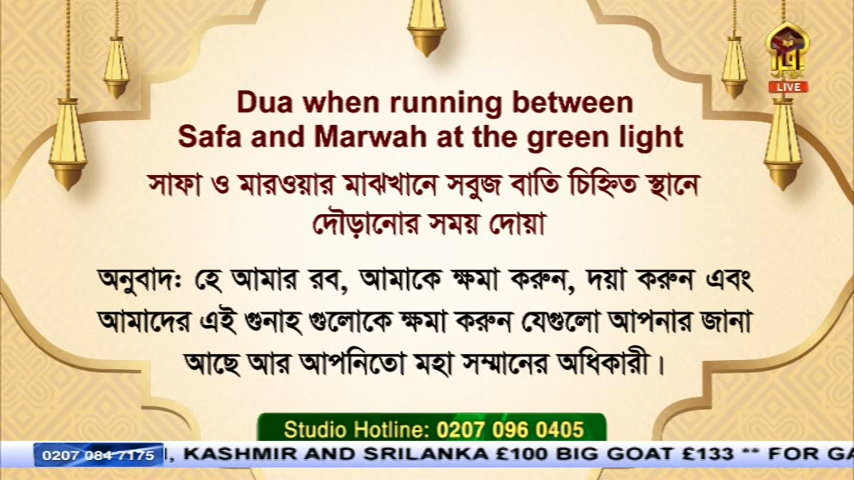 LIVE
Dua when running between
Safa and Marwah at the green light
সাফা ও মারওয়ার মাঝখানে সবুজ বাতি চিহ্নিত স্থানে
দৌড়ানোর সময় দোয়া
অনুবাদ: হে আমার রব, আমাকে ক্ষমা করুন, দয়া করুন এবং
আমাদের এই গুনাহ গুলোকে ক্ষমা করুন যেগুলো আপনার জানা
আছে আর আপনিতো মহা সম্মানের অধিকারী।
Studio Hotline: 0207 096 0405
0207 084 7175 , KASHMIR AND SRILANKA £100 BIG GOAT £133 ** FOR GA